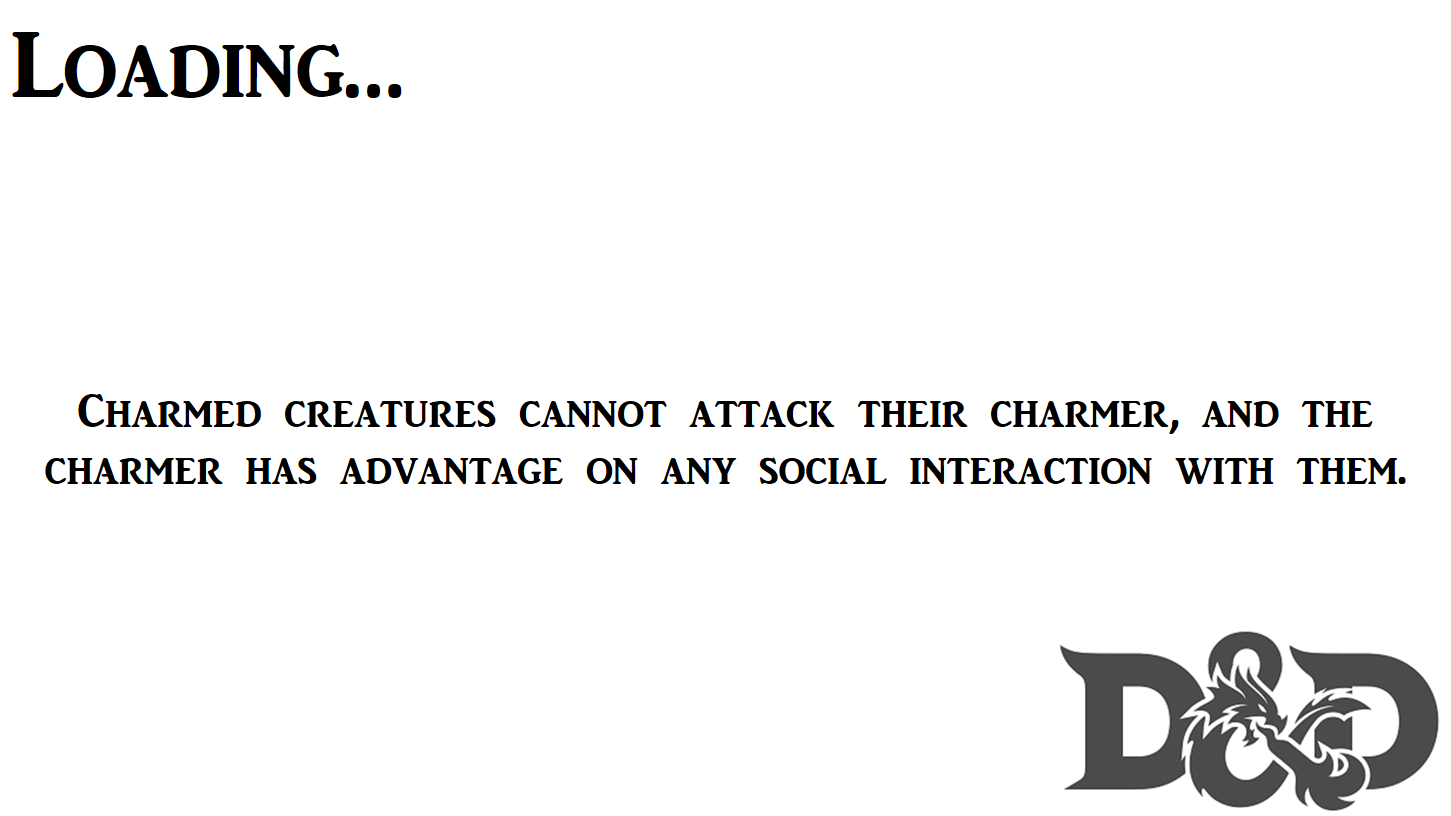 Loading...
Charmed creatures cannot attack their charmer, and the
charmer has advantage on any social interaction with them.
D&D